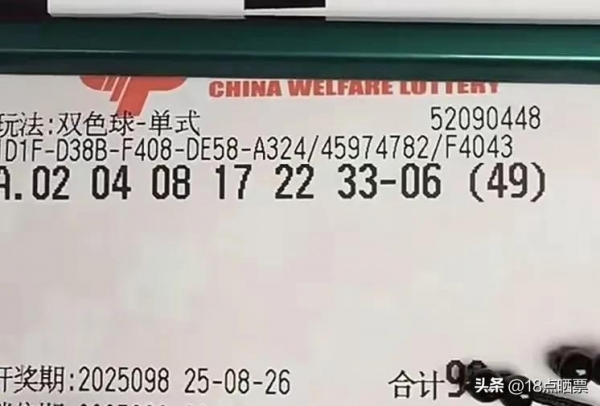 CHINA WELFARE LOTTERY
玩法:双色球-单式 52090448
D1F-D38B-F408-DE58-A324/45974782/F4043
A.02 04 08 17 22 33-06 (49)
开奖期:2025098 25-08-26 合计
头条 @18点晒票